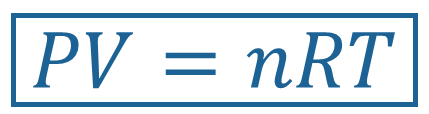 PV = nRT